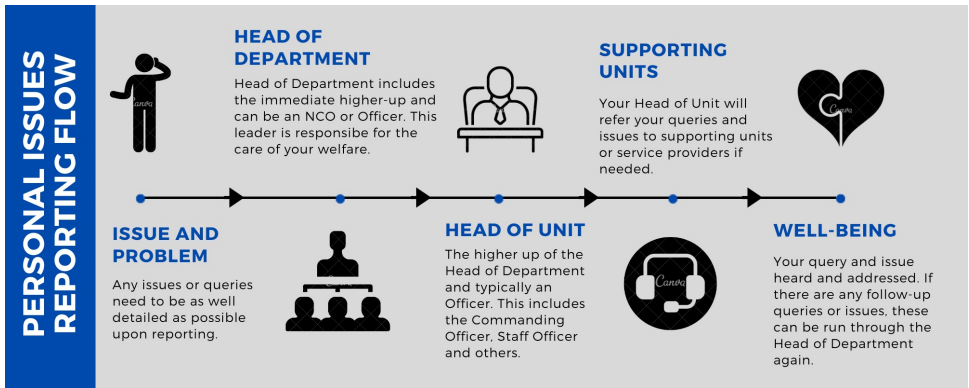 PERSONAL ISSUES
REPORTING FLOW
Canva
ISSUE AND
PROBLEM
Any issues or queries
need to be as well
detailed as possible
upon reporting.
HEAD OF
DEPARTMENT
Head of Department includes
the immediate higher-up and
can be an NCO or Officer. This
leader is responsibe for the
care of your welfare.
Canva
HEAD OF UNIT
The higher up of the
Head of Department
and typically an
Officer. This includes
the Commanding
Officer, Staff Officer
and others.
SUPPORTING
UNITS
Your Head of Unit will
refer your queries and
issues to supporting units
or service providers if
needed.
Canva
Canva
WELL-BEING
Your query and issue
heard and addressed. If
there are any follow-up
queries or issues, these
can be run through the
Head of Department
again.